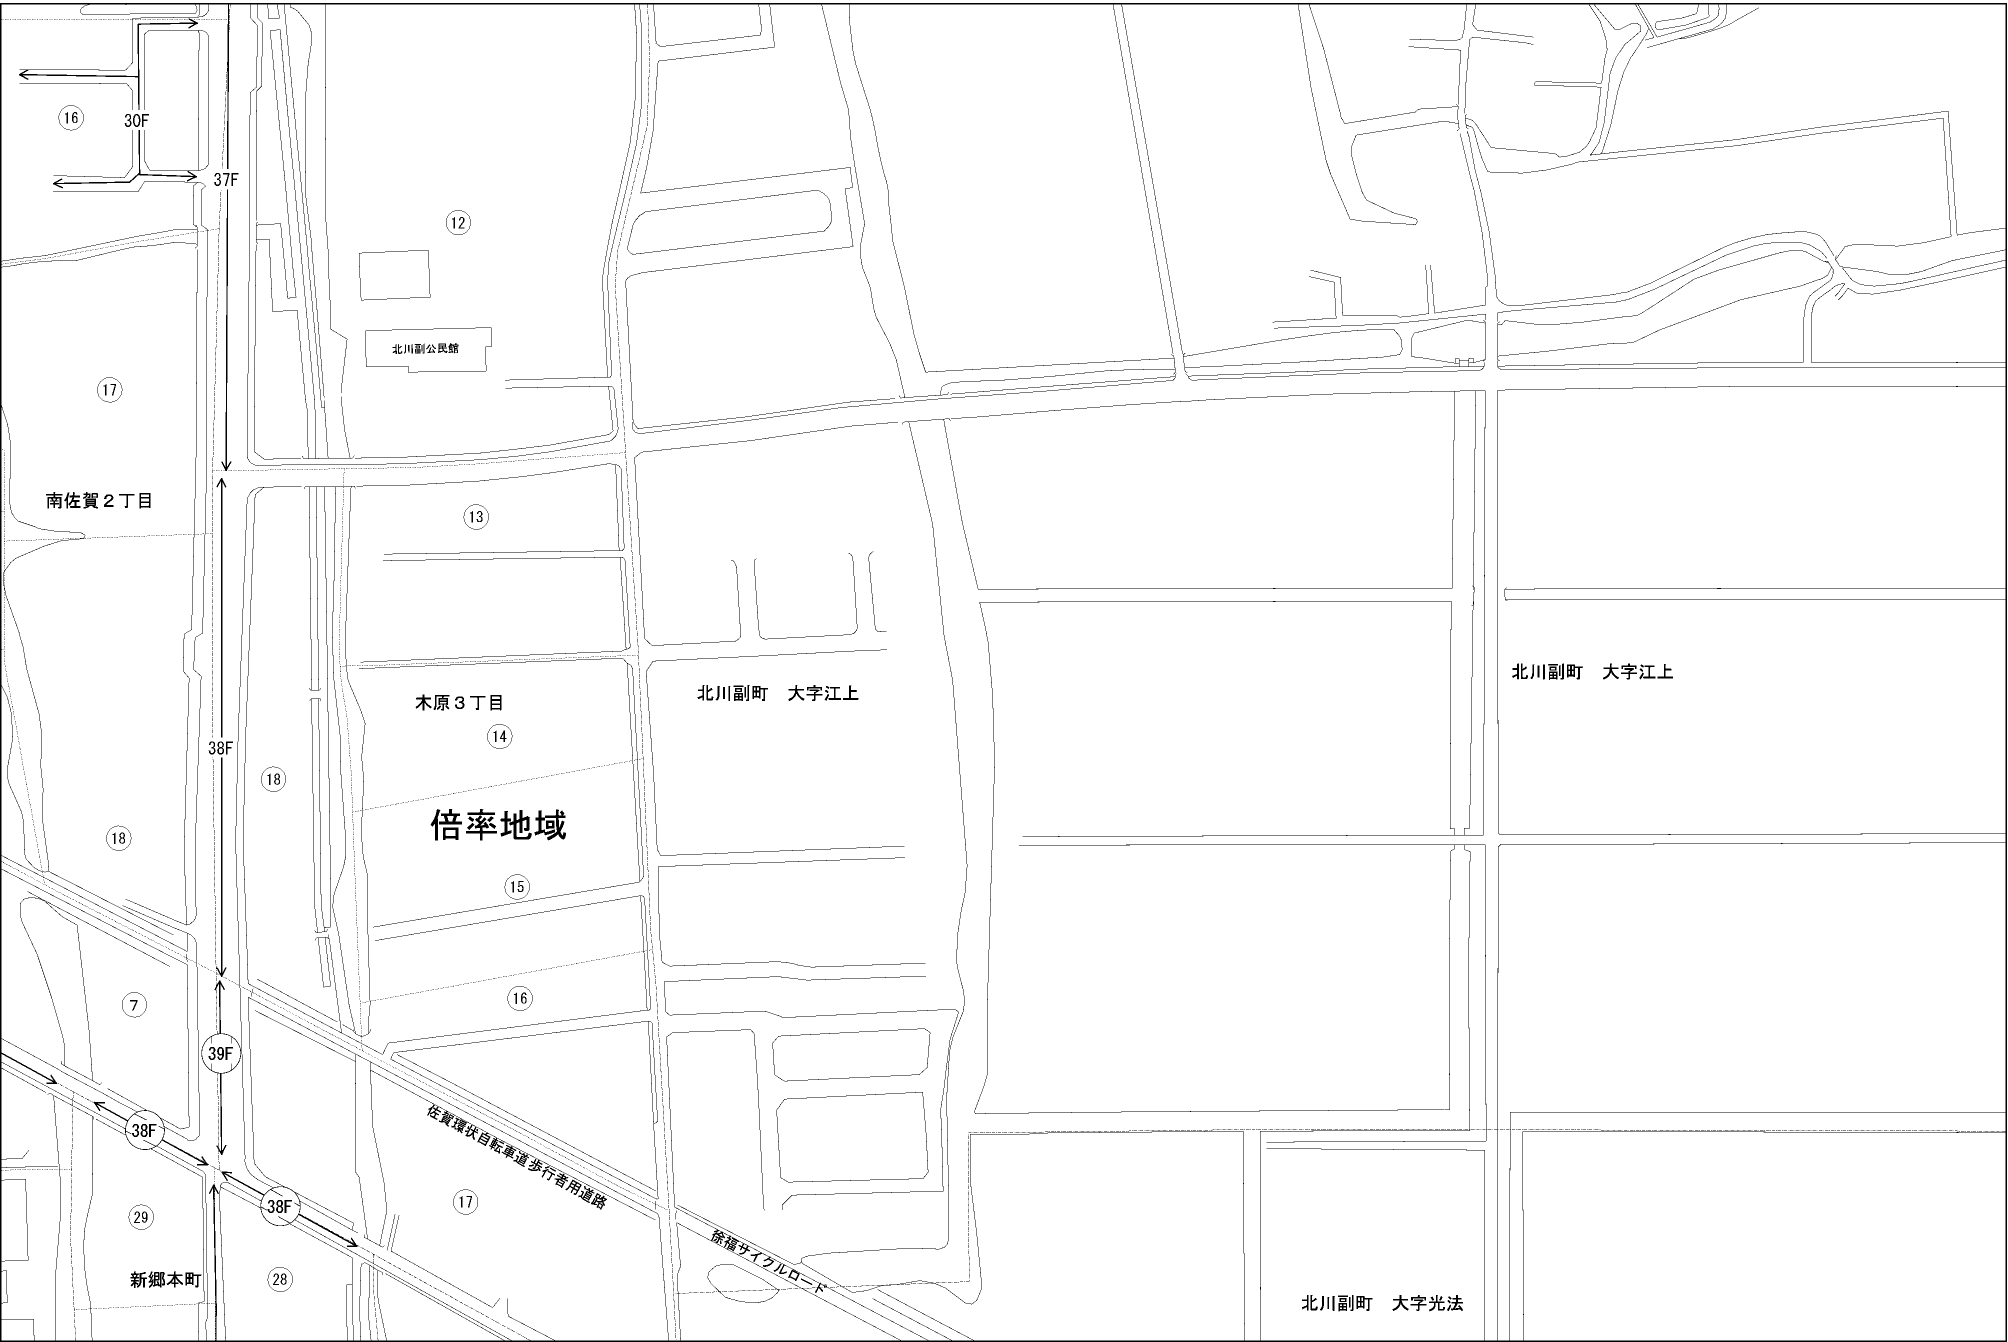 16
30F
37F
12
北川副公民館
17
南佐賀2丁目
13
北川副町 大字江上
北川副町 大字江上
木原3丁目
14
38F
18
倍率地域
18
15
16
7
39F
38F
佐賀環状自転車道歩行者用道路
38F
17
29
徐福サイクルロード
新郷本町
28
北川副町 大字光法